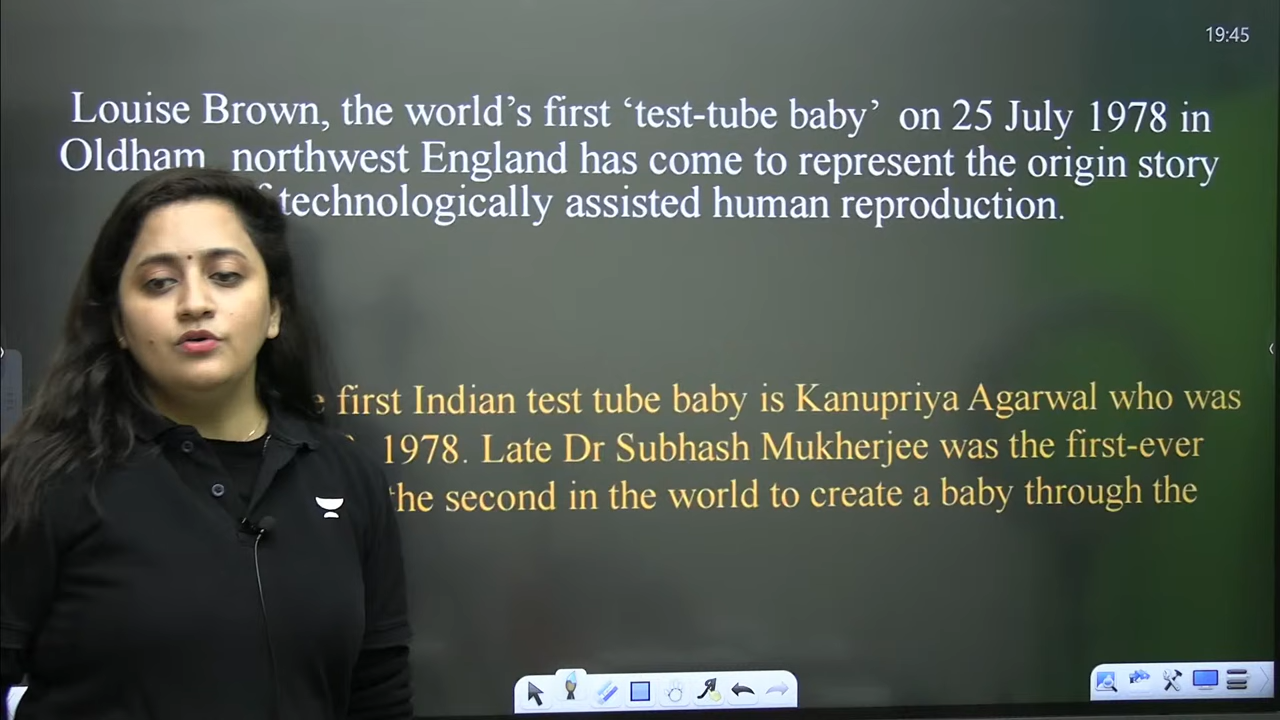 19:45
Louise Brown, the world's first ‘test-tube baby’ on 25 July 1978 in
Oldham, northwest England has come to represent the origin story
technologically assisted human reproduction.
first Indian test tube baby is Kanupriya Agarwal who was
1978. Late Dr Subhash Mukherjee was the first-ever
the second in the world to create a baby through the